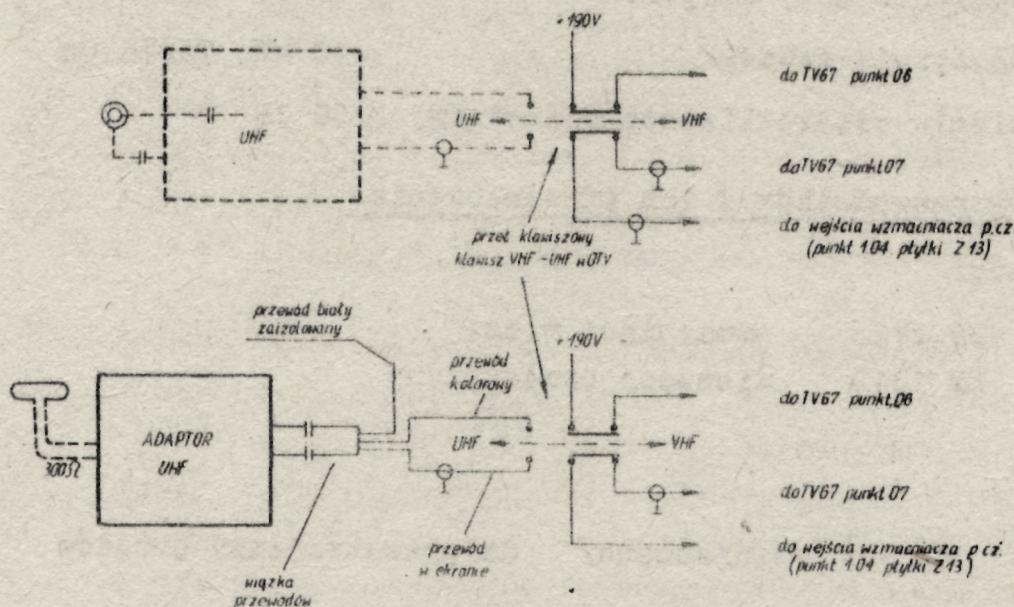 +190V
do TV67 punkt 06
UHF
UHF
VHF
do TV67 punkt 07
do wejścia wzmacniacza p.cz
(punkt 104 płytki Z13)
przeł klawiszowy
klawisz VHF - UHF w OTV
przewód biały
zaizolowany
przewód
kolorowy
+190V
do TV67 punkt 06
ADAPTOR
UHF
300Ω
UHF
VHF
do TV67 punkt 07
przewód
w ekranie
do wejścia wzmacniacza p.cz.
(punkt 104 płytki Z13)
wiązka
przewodów